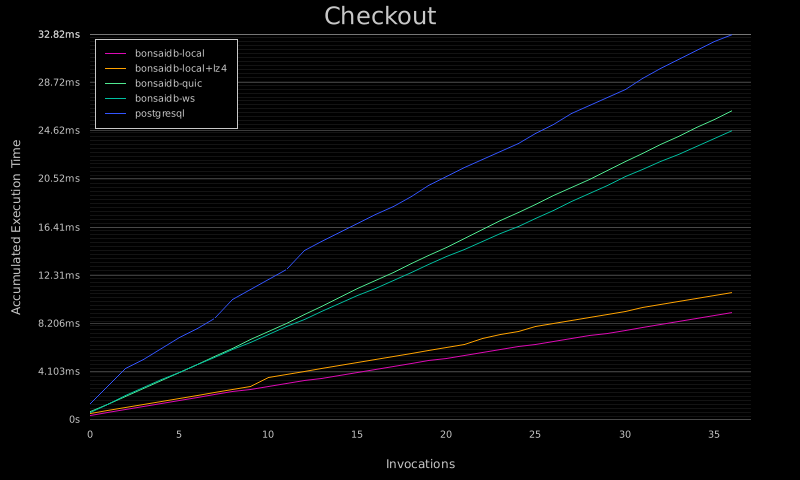 Checkout
32.82ms
28.72ms
24.62ms
20.52ms
16.41ms
12.31ms
8.206ms
4.103ms
0s
Accumulated Execution Time
bonsaidb-local
bonsaidb-local+lz4
bonsaidb-quic
bonsaidb-ws
postgresql
0 5 10 15 20 25 30 35
Invocations